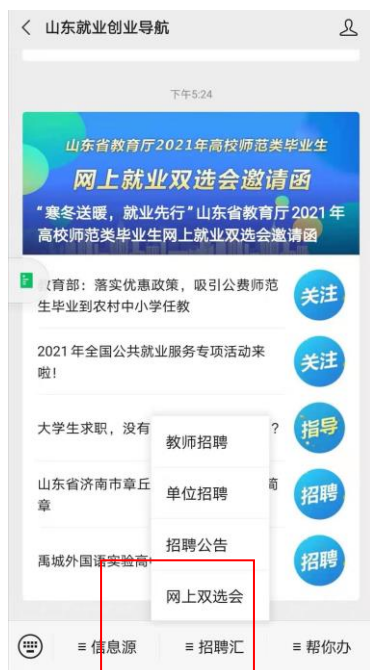 山东就业创业导航
下午5:24
山东省教育厅2021年高校师范类毕业生
网上就业双选会邀请函
“寒冬送暖，就业先行”山东省教育厅2021年
高校师范类毕业生网上就业双选会邀请函
教育部：落实优惠政策，吸引公费师范
生毕业到农村中小学任教
关注
2021年全国公共就业服务专项活动来
啦！
关注
大学生求职，没有
？
指导
山东省济南市章丘
简
章
招聘
禹城外国语实验高
招聘
教师招聘
单位招聘
招聘公告
网上双选会
≡ 信息源
≡ 招聘汇
≡ 帮你办